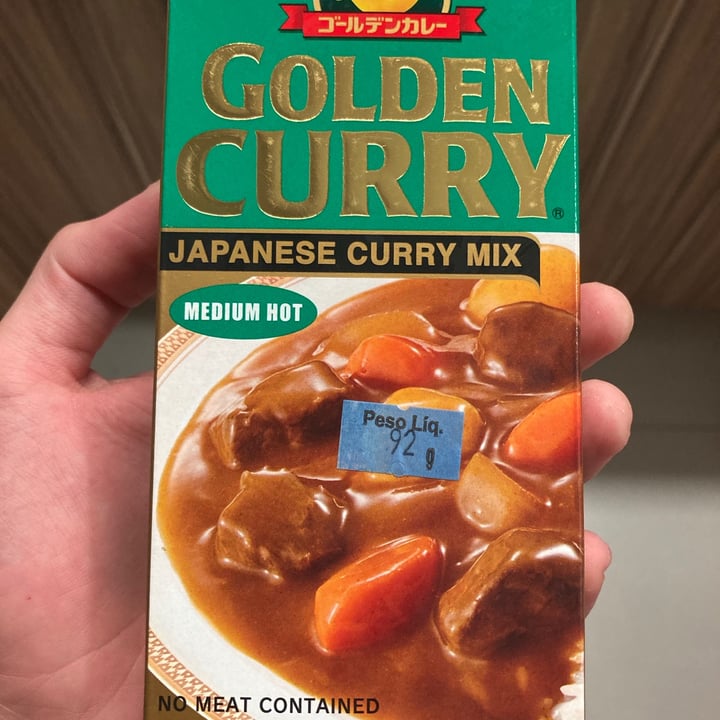 ゴールデンカレー
GOLDEN
CURRY®
JAPANESE CURRY MIX
MEDIUM HOT
Peso Líq.
92 g
NO MEAT CONTAINED